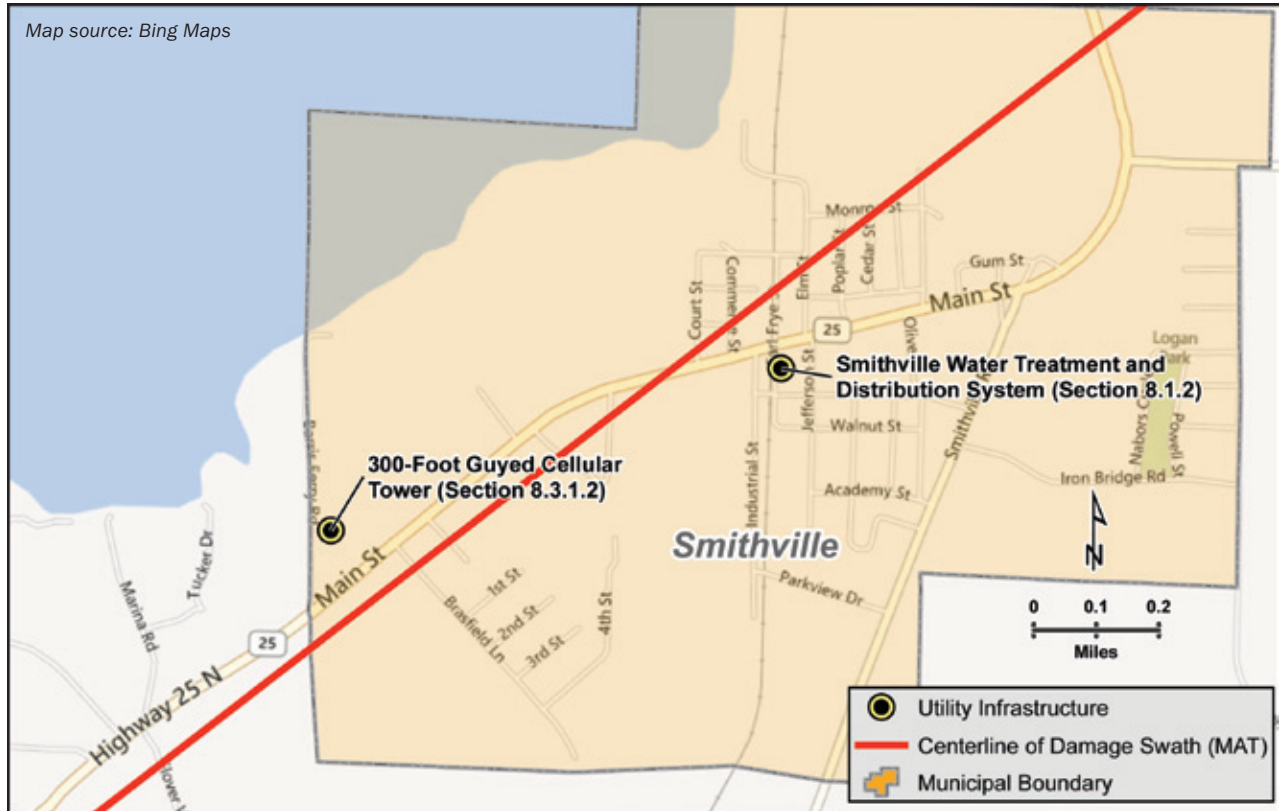 Map source: Bing Maps
Monroe St
Poplar St
Cedar St
Elm St
Gum St
Commerce St
Court St
Main St
25
Olive
Logan
Park
Smithville Water Treatment and
Distribution System (Section 8.1.2)
Jefferson St
Walnut St
Nabors Circle
Powell St
300-Foot Guyed Cellular
Tower (Section 8.3.1.2)
Industrial St
Academy St
Iron Bridge Rd
Smithville
N
Tucker Dr
Marina Rd
Main St
1st St
2nd St
3rd St
4th St
Brasfield Ln
Parkview Dr
0 0.1 0.2
Miles
25
Highway 25 N
Utility Infrastructure
Centerline of Damage Swath (MAT)
Municipal Boundary